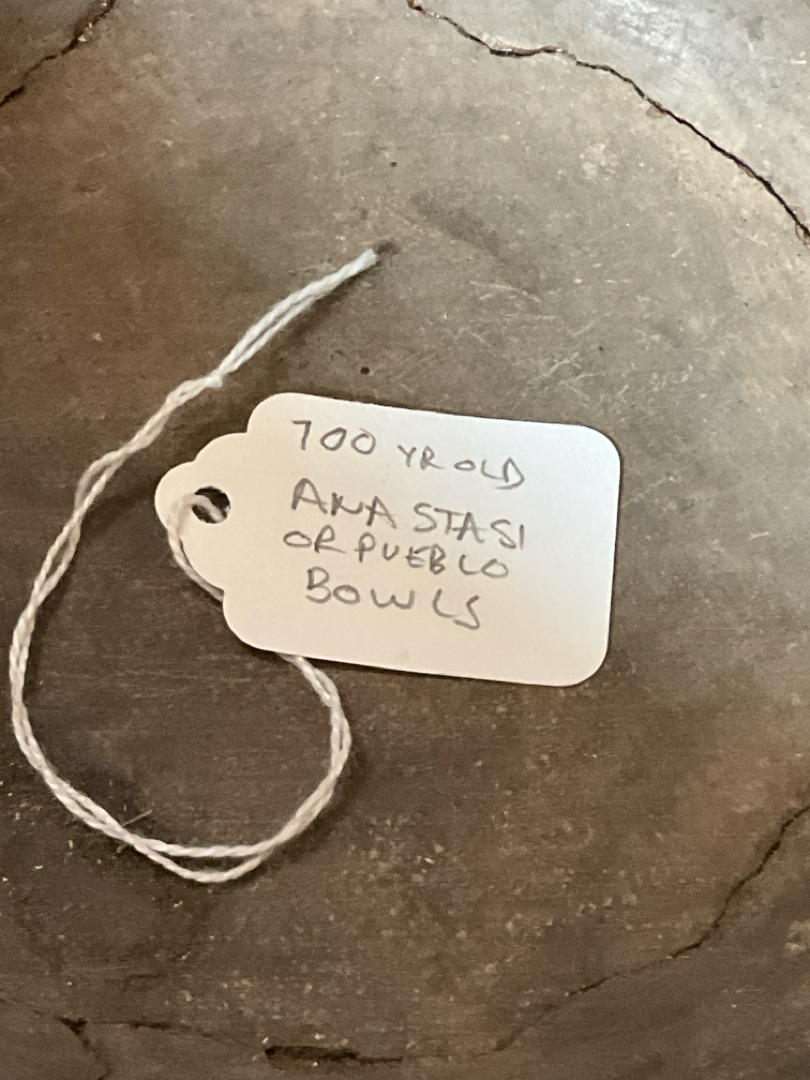 700 YR OLD
ANASTASI
OR PUEBLO
BOWLS